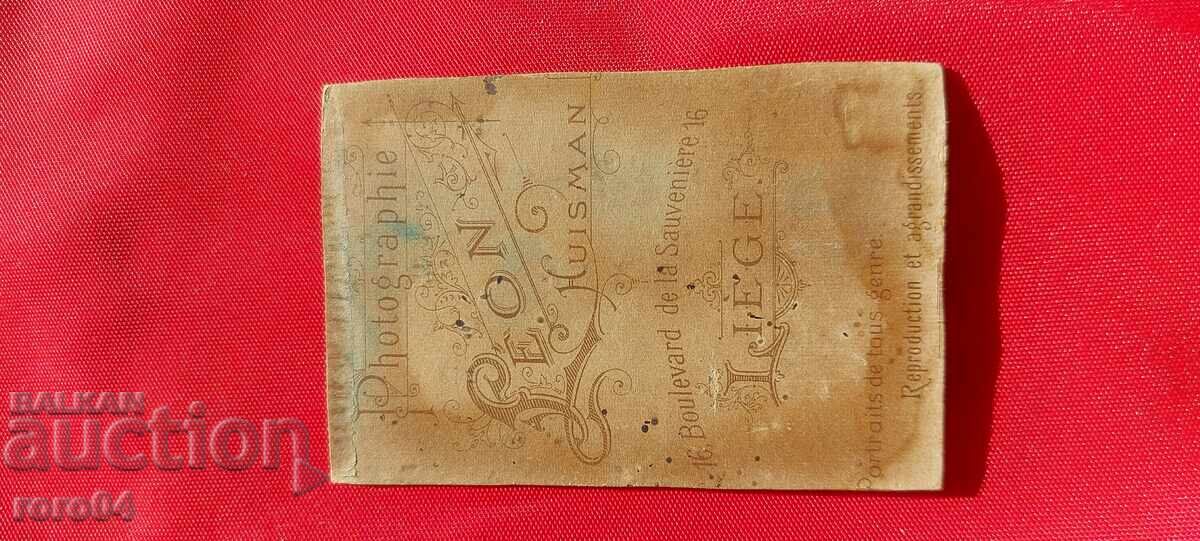 Photographie
LÉON
HUISMAN
16, Boulevard de la Sauvenière 16
LIÈGE
Portraits de tous genre.
Reproduction et agrandissements.
BALKAN
auction
roro04